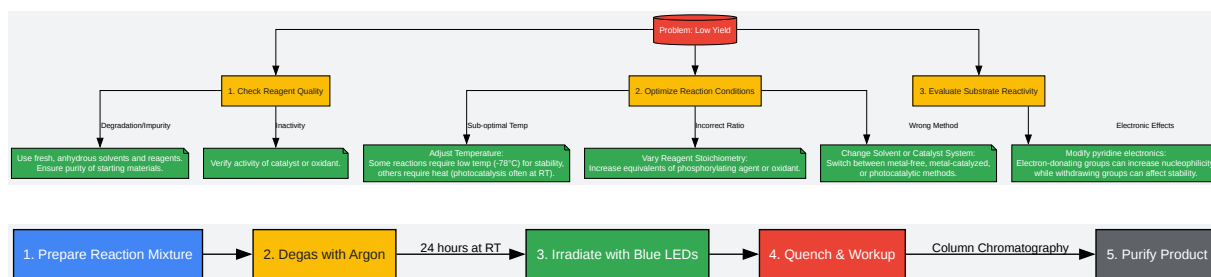 Problem: Low Yield
1. Check Reagent Quality
2. Optimize Reaction Conditions
3. Evaluate Substrate Reactivity
Degradation/Impurity
Inactivity
Sub-optimal Temp
Incorrect Ratio
Wrong Method
Electronic Effects
Use fresh, anhydrous solvents and reagents.
Ensure purity of starting materials.
Verify activity of catalyst or oxidant.
Adjust Temperature:
Some reactions require low temp (-78°C) for stability,
others require heat (photocatalysis often at RT).
Vary Reagent Stoichiometry:
Increase equivalents of phosphorylating agent or oxidant.
Change Solvent or Catalyst System:
Switch between metal-free, metal-catalyzed,
or photocatalytic methods.
Modify pyridine electronics:
Electron-donating groups can increase nucleophilicity
while withdrawing groups can affect stability.
1. Prepare Reaction Mixture
2. Degas with Argon
24 hours at RT
3. Irradiate with Blue LEDs
4. Quench & Workup
Column Chromatography
5. Purify Product